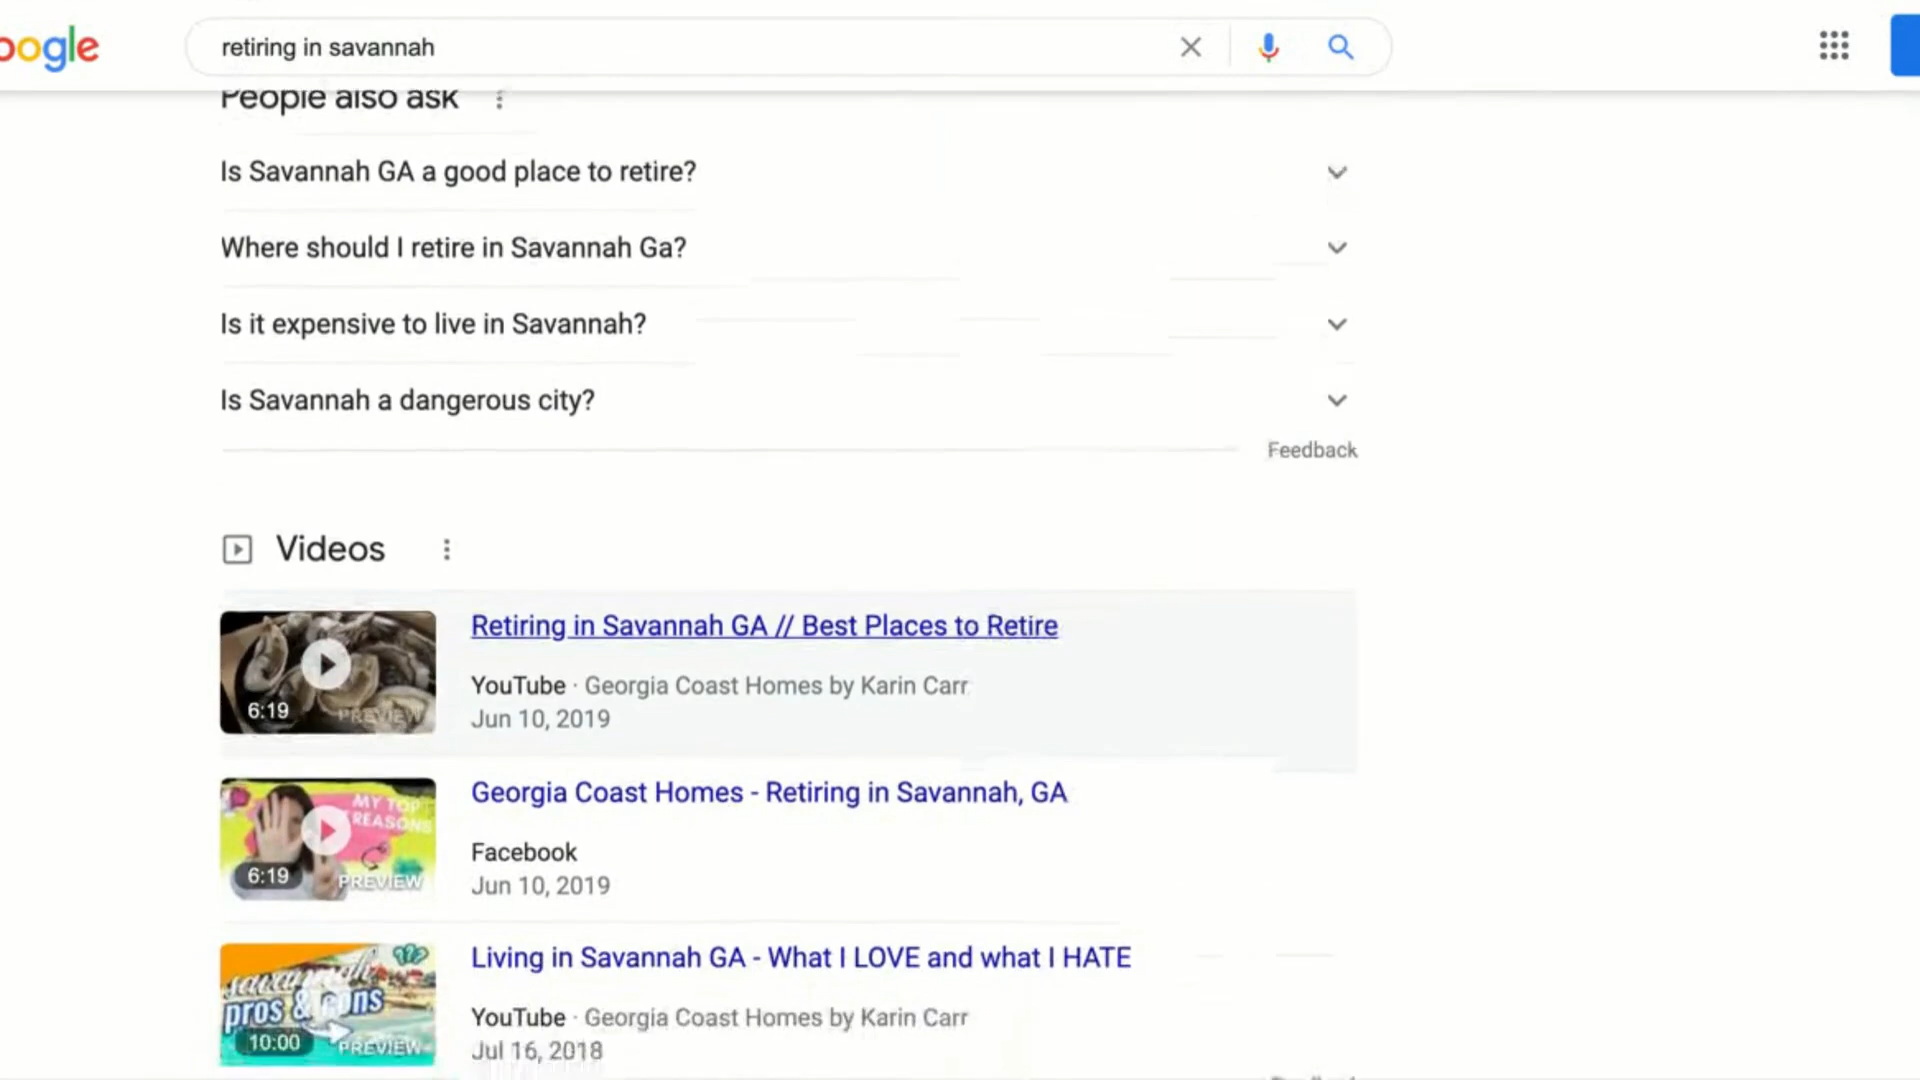 oogle
retiring in savannah
People also ask
Is Savannah GA a good place to retire?
Where should I retire in Savannah Ga?
Is it expensive to live in Savannah?
Is Savannah a dangerous city?
Feedback
Videos
Retiring in Savannah GA // Best Places to Retire
YouTube · Georgia Coast Homes by Karin Carr
Jun 10, 2019
6:19
PREVIEW
Georgia Coast Homes - Retiring in Savannah, GA
Facebook
Jun 10, 2019
MY TOP
REASONS
6:19
PREVIEW
Living in Savannah GA - What I LOVE and what I HATE
YouTube · Georgia Coast Homes by Karin Carr
Jul 16, 2018
???
savannah
pros & cons
10:00
PREVIEW